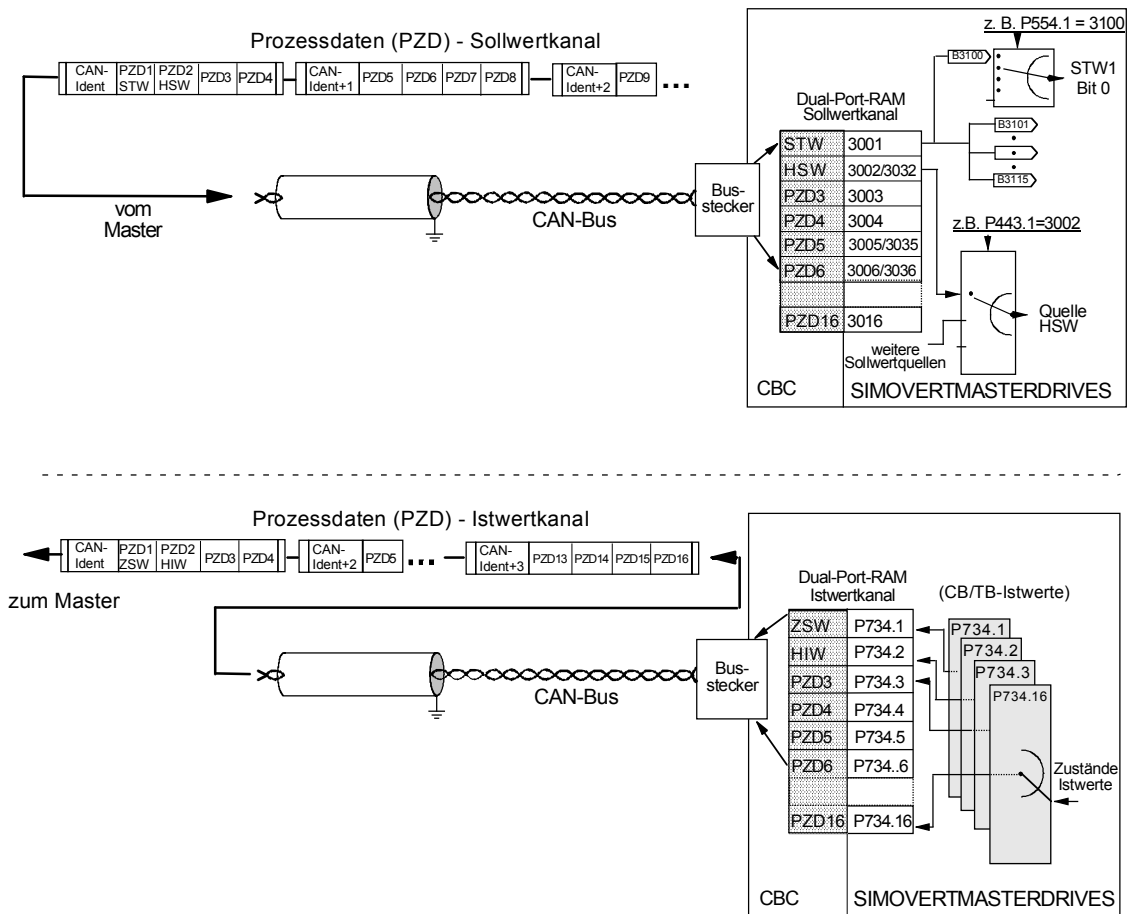 Prozessdaten (PZD) - Sollwertkanal
CAN-
Ident
PZD1
STW
PZD2
HSW
PZD3
PZD4
CAN-
Ident+1
PZD5
PZD6
PZD7
PZD8
CAN-
Ident+2
PZD9
...
vom
Master
CAN-Bus
Bus-
stecker
Dual-Port-RAM
Sollwertkanal
STW 3001
HSW 3002/3032
PZD3 3003
PZD4 3004
PZD5 3005/3035
PZD6 3006/3036
PZD16 3016
z. B. P554.1 = 3100
B3100
STW1
Bit 0
B3101
B3115
z.B. P443.1=3002
Quelle
HSW
weitere
Sollwertquellen
CBC
SIMOVERTMASTERDRIVES
Prozessdaten (PZD) - Istwertkanal
CAN-
Ident
PZD1
ZSW
PZD2
HIW
PZD3
PZD4
CAN-
Ident+2
PZD5
...
CAN-
Ident+3
PZD13
PZD14
PZD15
PZD16
zum Master
CAN-Bus
Bus-
stecker
Dual-Port-RAM
Istwertkanal
ZSW P734.1
HIW P734.2
PZD3 P734.3
PZD4 P734.4
PZD5 P734.5
PZD6 P734..6
PZD16 P734.16
(CB/TB-Istwerte)
P734.1
P734.2
P734.3
P734.16
Zustände
Istwerte
CBC
SIMOVERTMASTERDRIVES